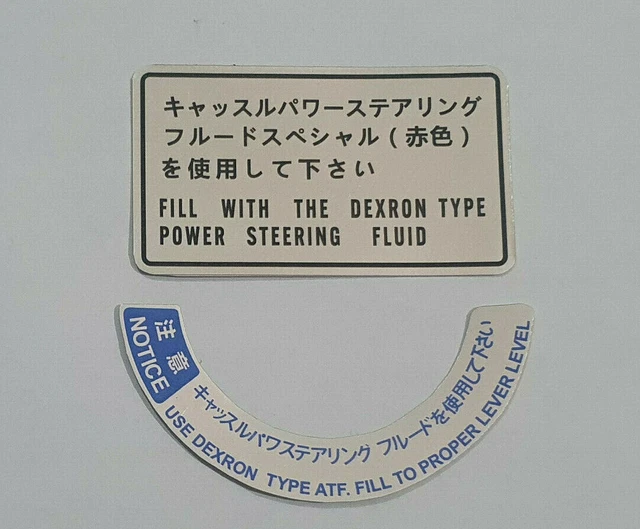 キャッスルパワーステアリング
フルードスペシャル(赤色)
を使用して下さい
FILL WITH THE DEXRON TYPE
POWER STEERING FLUID
注意
NOTICE
キャッスルパワステアリング フルードを使用して下さい
USE DEXRON TYPE ATF. FILL TO PROPER LEVER LEVEL